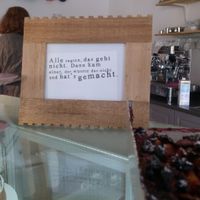 Alle sagten, das geht
nicht. Dann kam
einer, der wusste das nicht
und hat's gemacht.